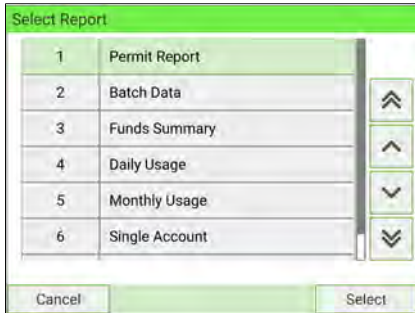 Select Report
1 Permit Report
2 Batch Data
3 Funds Summary
4 Daily Usage
5 Monthly Usage
6 Single Account
Cancel Select